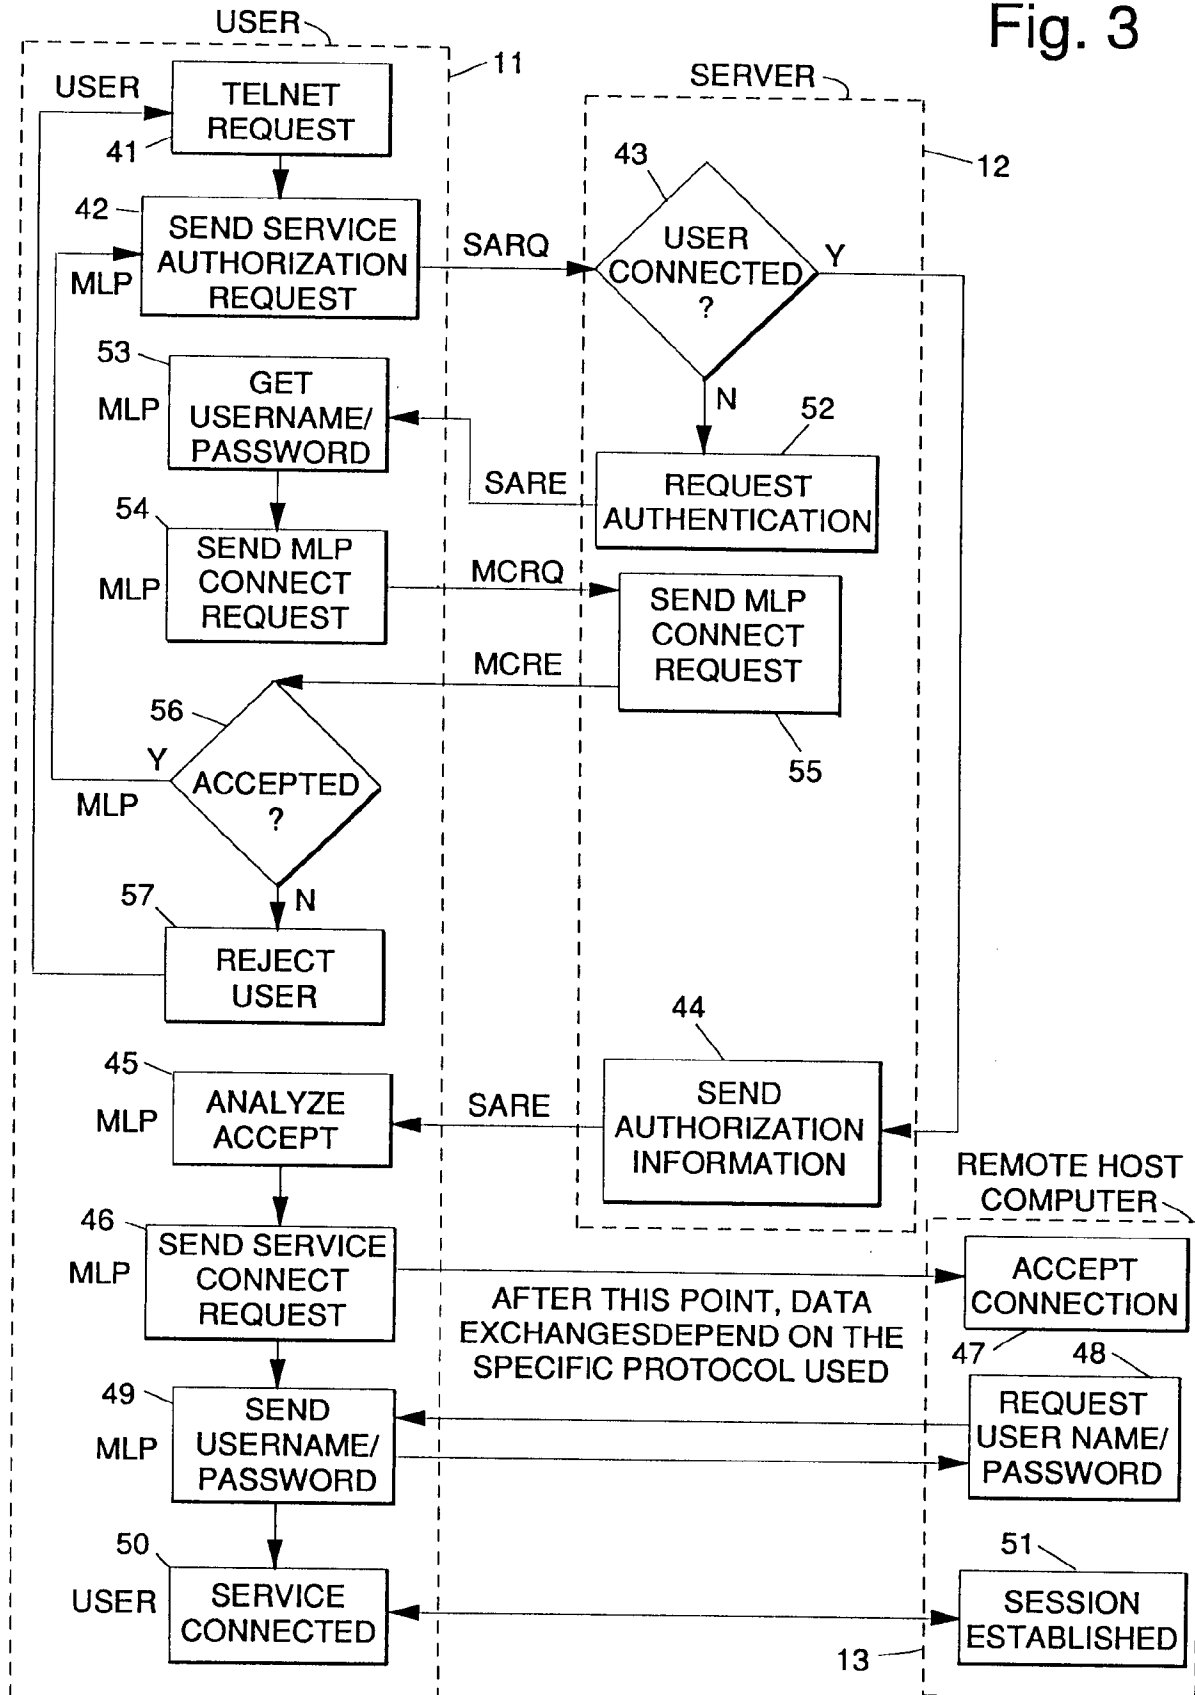 Fig. 3
USER
11
SERVER
USER
TELNET
REQUEST
41
12
43
42
SEND SERVICE
AUTHORIZATION
REQUEST
MLP
SARQ
USER
CONNECTED
?
Y
N
53
GET
USERNAME/
PASSWORD
MLP
52
SARE
REQUEST
AUTHENTICATION
54
SEND MLP
CONNECT
REQUEST
MLP
MCRQ
SEND MLP
CONNECT
REQUEST
MCRE
55
56
Y
ACCEPTED
?
MLP
N
57
REJECT
USER
44
45
ANALYZE
ACCEPT
MLP
SARE
SEND
AUTHORIZATION
INFORMATION
REMOTE HOST
COMPUTER
46
SEND SERVICE
CONNECT
REQUEST
MLP
ACCEPT
CONNECTION
AFTER THIS POINT, DATA
EXCHANGESDEPEND ON THE
SPECIFIC PROTOCOL USED
47
48
49
SEND
USERNAME/
PASSWORD
MLP
REQUEST
USER NAME/
PASSWORD
50
SERVICE
CONNECTED
USER
51
SESSION
ESTABLISHED
13